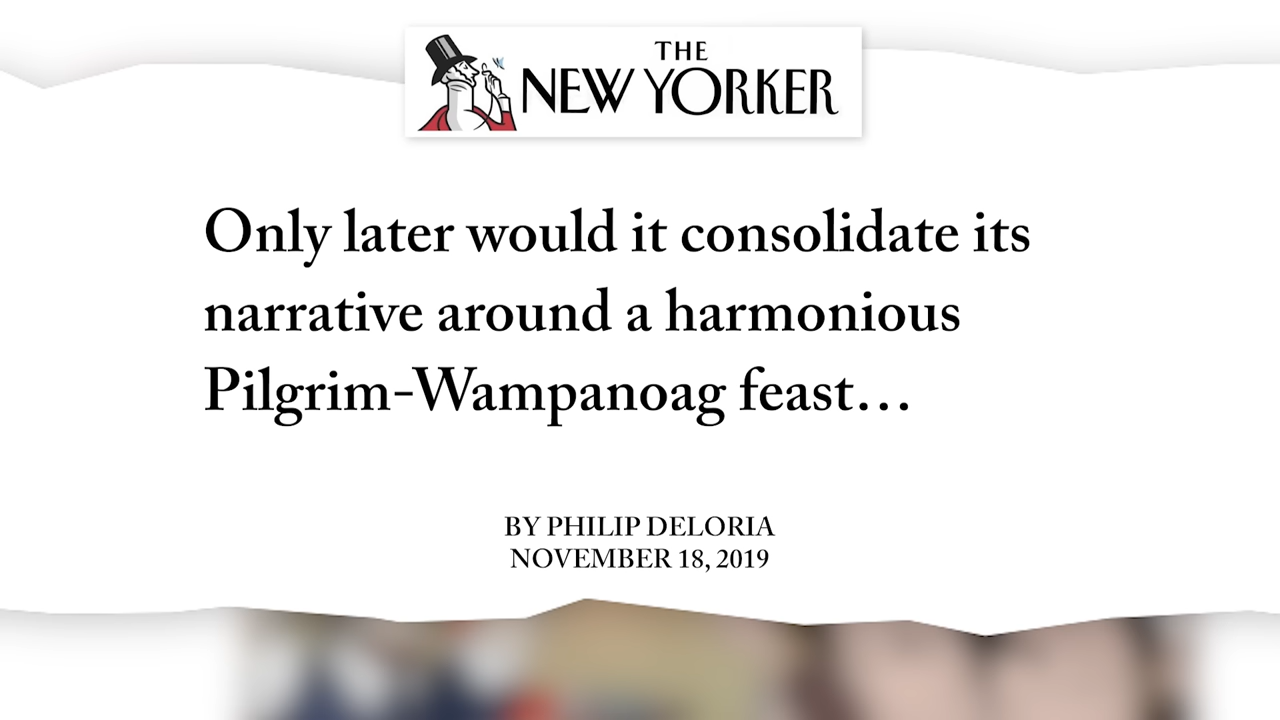 THE
NEW YORKER
Only later would it consolidate its
narrative around a harmonious
Pilgrim-Wampanoag feast…
BY PHILIP DELORIA
NOVEMBER 18, 2019